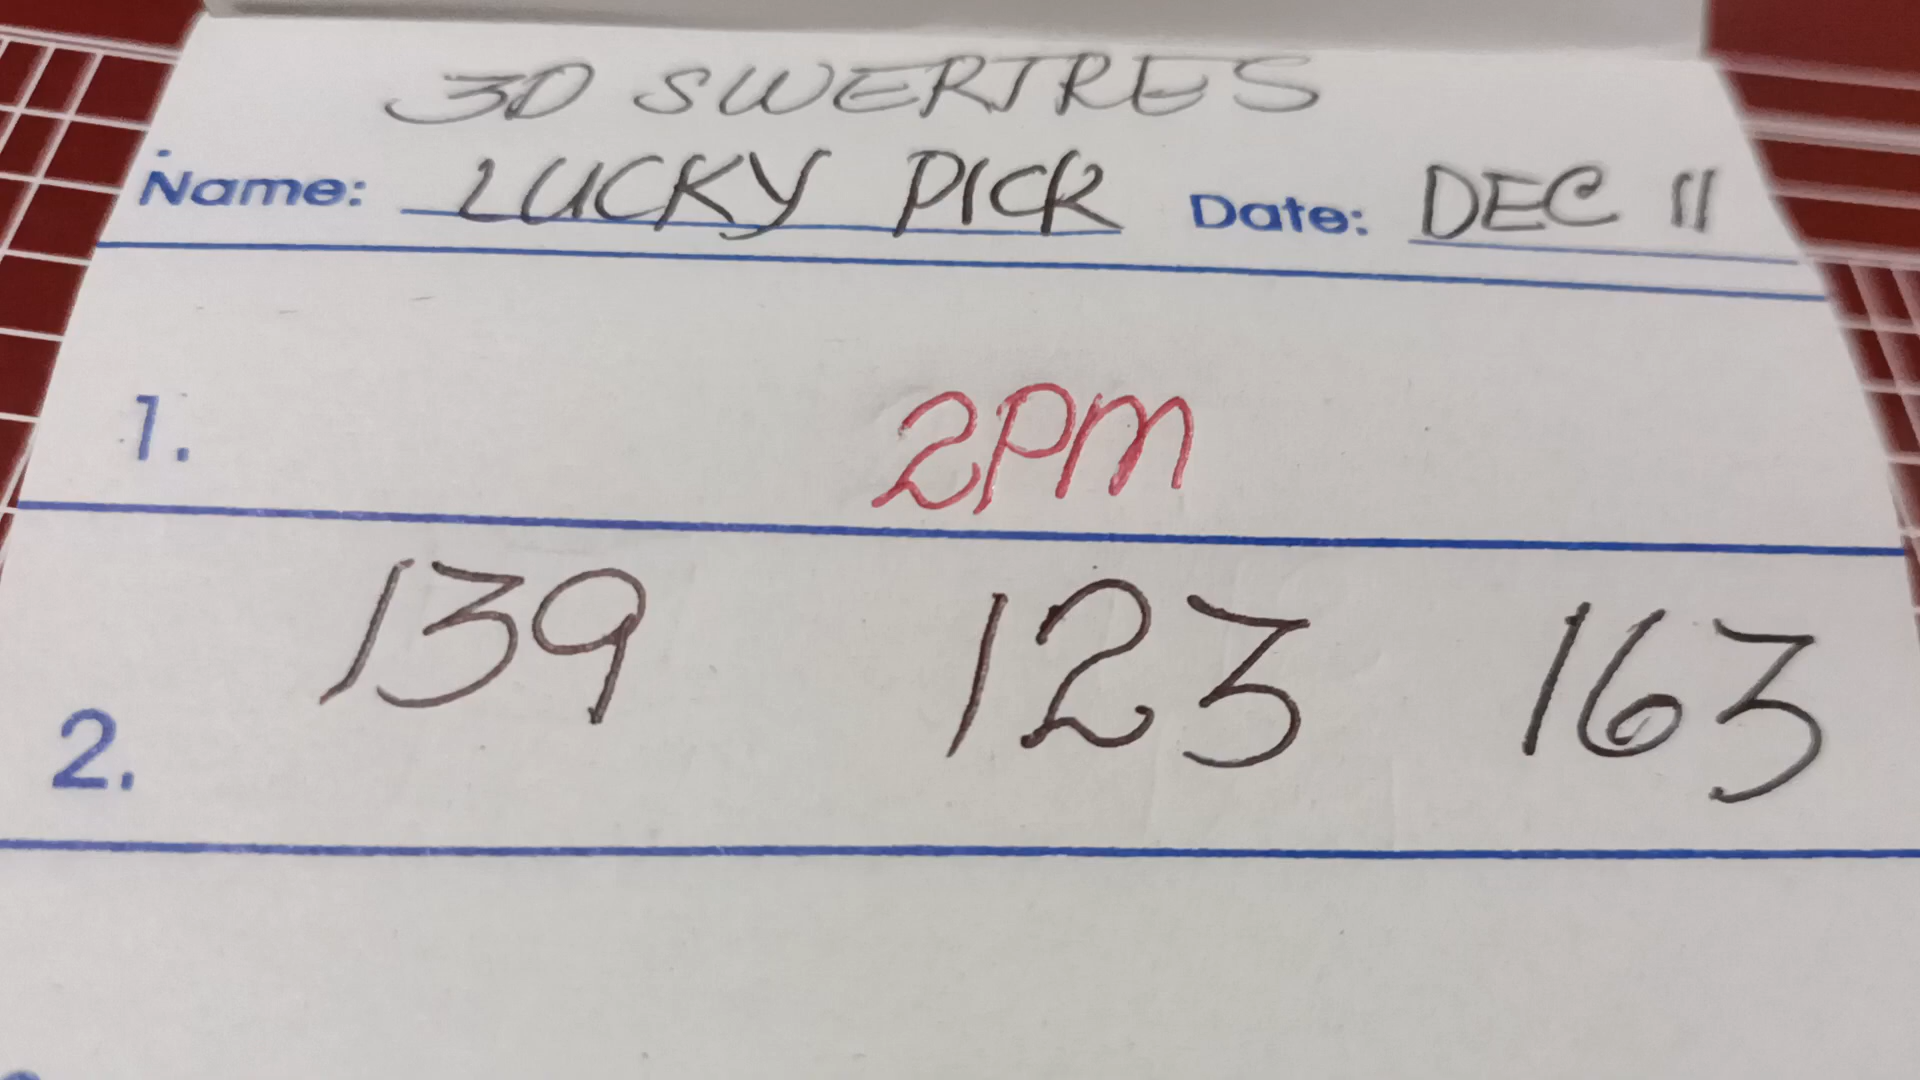 3D SWERTRES
Name: LUCKY PICK Date: DEC 11
1. 2PM
2. 139 123 163